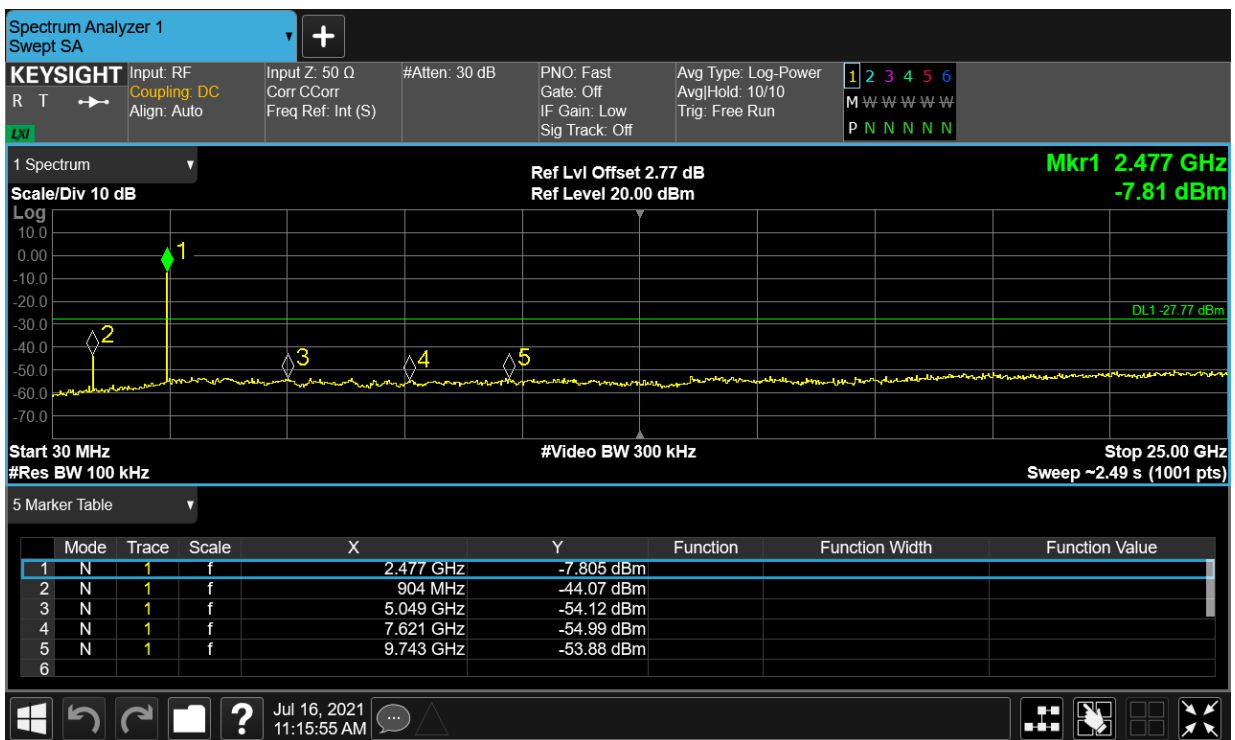 Spectrum Analyzer 1
Swept SA
KEYSIGHT
R T
LXI
Input: RF
Coupling: DC
Align: Auto
Input Z: 50 Ω
Corr CCorr
Freq Ref: Int (S)
#Atten: 30 dB
PNO: Fast
Gate: Off
IF Gain: Low
Sig Track: Off
Avg Type: Log-Power
Avg|Hold: 10/10
Trig: Free Run
1 2 3 4 5 6
M W W W W W
P N N N N N
1 Spectrum
Scale/Div 10 dB
Ref Lvl Offset 2.77 dB
Ref Level 20.00 dBm
Mkr1 2.477 GHz
-7.81 dBm
Log
10.0
0.00
-10.0
-20.0
-30.0
-40.0
-50.0
-60.0
-70.0
1
2
3
4
5
DL1 -27.77 dBm
Start 30 MHz
#Res BW 100 kHz
#Video BW 300 kHz
Stop 25.00 GHz
Sweep ~2.49 s (1001 pts)
5 Marker Table
Mode Trace Scale X Y Function Function Width Function Value
1 N 1 f 2.477 GHz -7.805 dBm
2 N 1 f 904 MHz -44.07 dBm
3 N 1 f 5.049 GHz -54.12 dBm
4 N 1 f 7.621 GHz -54.99 dBm
5 N 1 f 9.743 GHz -53.88 dBm
6
?
Jul 16, 2021
11:15:55 AM